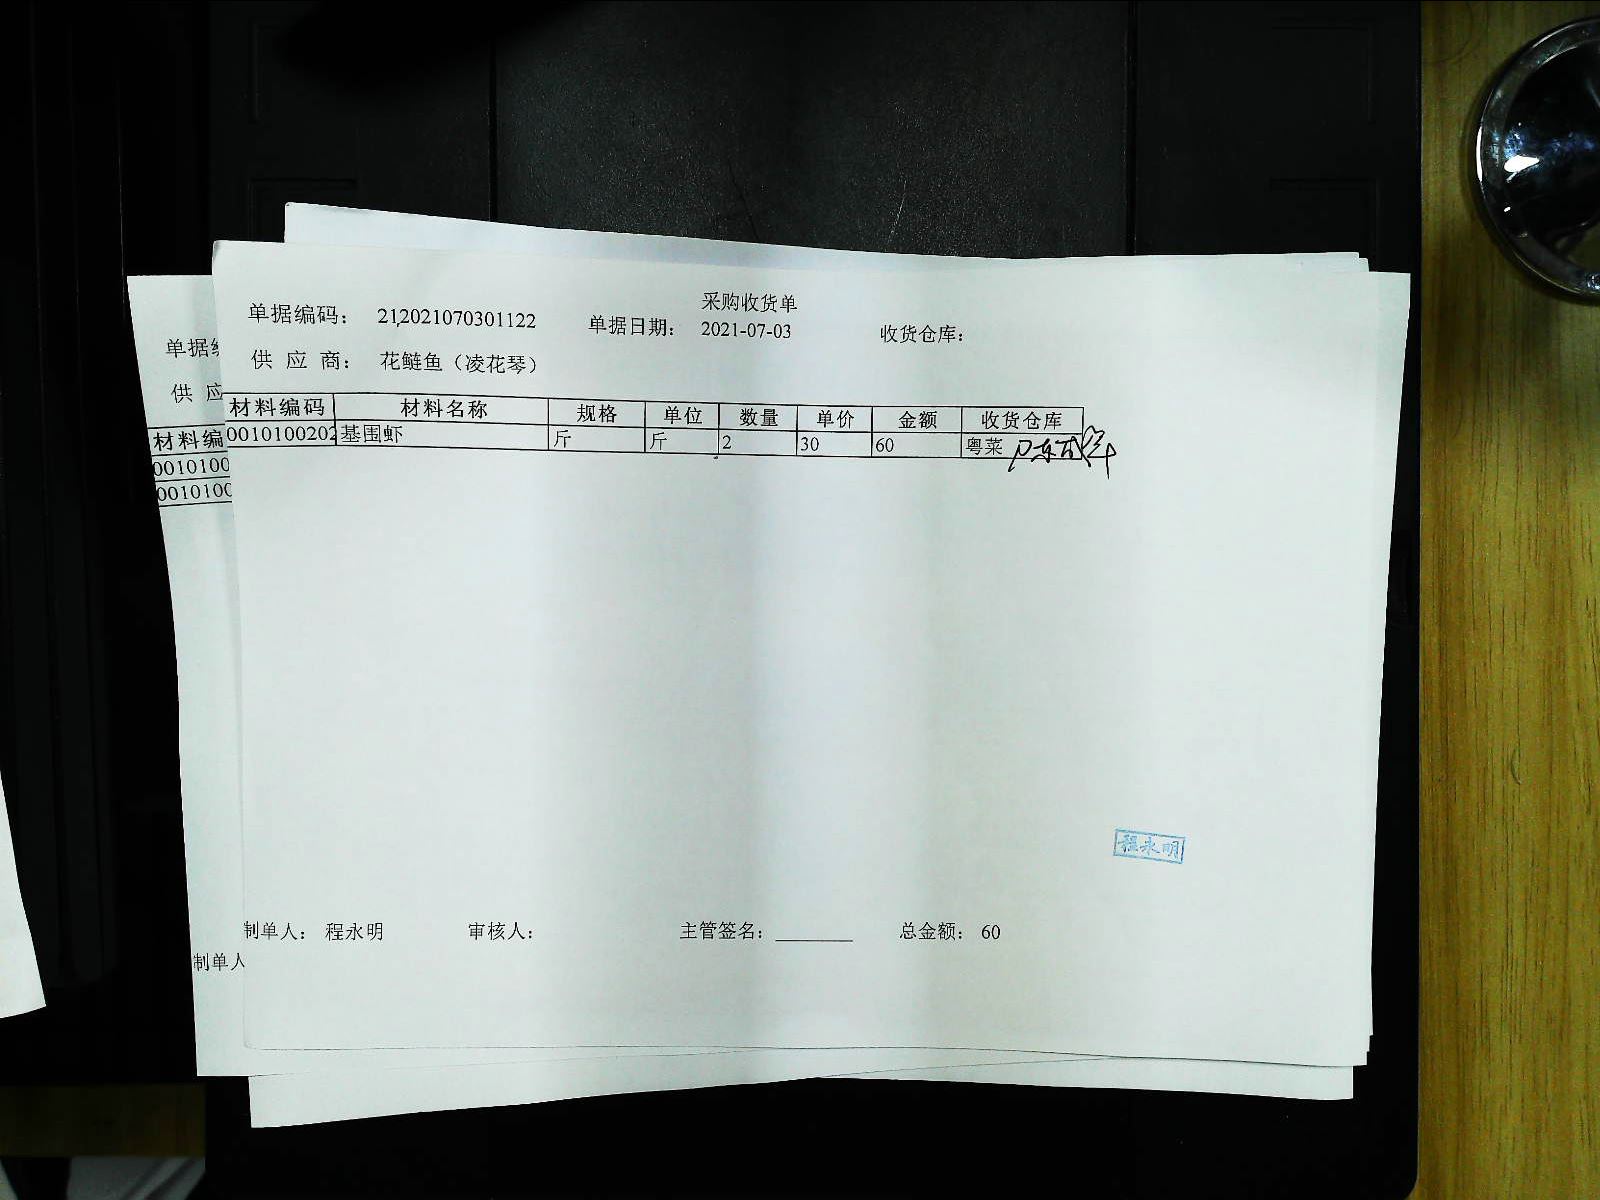 采购收货单
单据编码： 21,2021070301122 单据日期： 2021-07-03 收货仓库：
供 应 商： 花鲢鱼（凌花琴）
材料编码 材料名称 规格 单位 数量 单价 金额 收货仓库
0010100202 基围虾 斤 斤 2 30 60 粤菜
程永明
制单人： 程永明 审核人： 主管签名： 总金额： 60
单据编
供 应
材料编
0010100
0010100
制单人